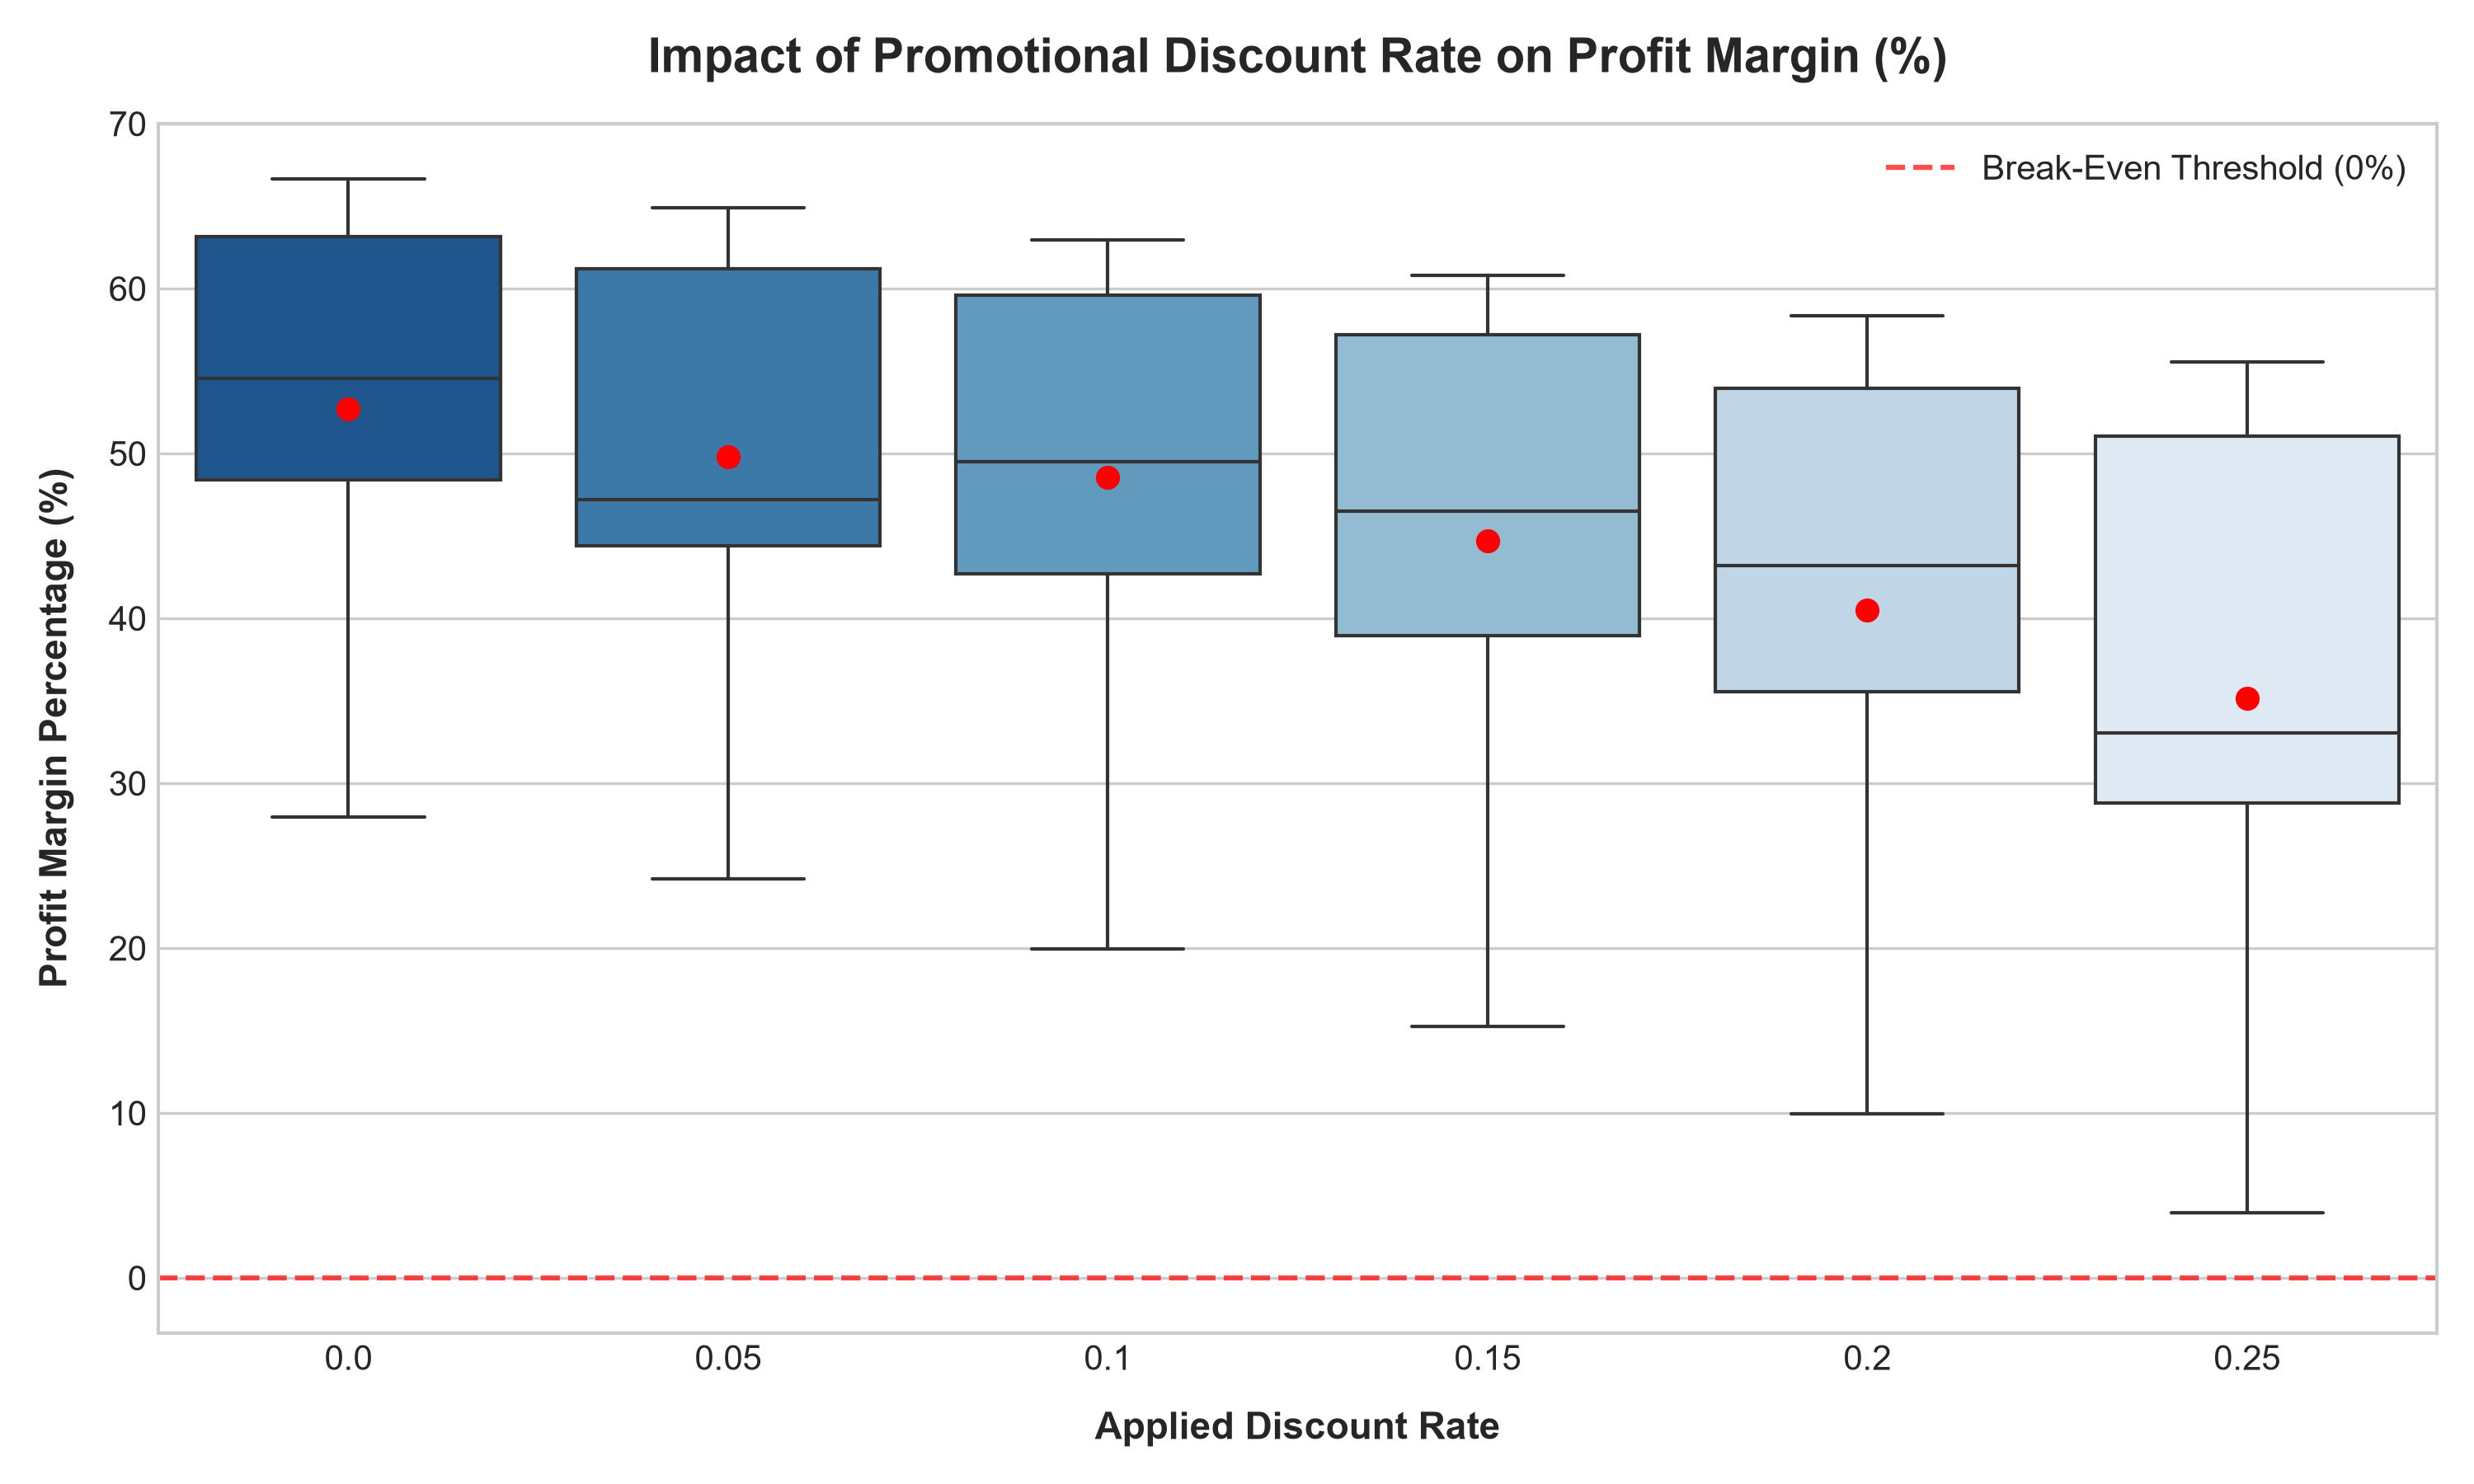 Impact of Promotional Discount Rate on Profit Margin (%)
Break-Even Threshold (0%)
Profit Margin Percentage (%)
70
60
50
40
30
20
10
0
0.0 0.05 0.1 0.15 0.2 0.25
Applied Discount Rate